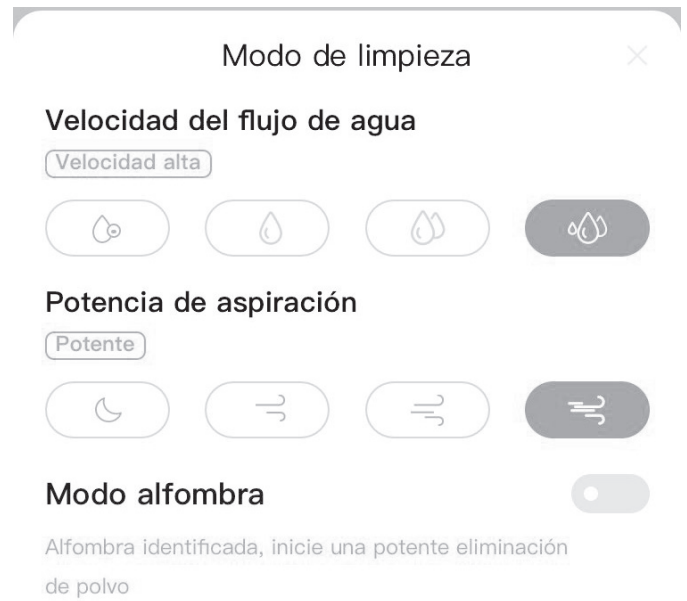 Modo de limpieza
Velocidad del flujo de agua
Velocidad alta
Potencia de aspiración
Potente
Modo alfombra
Alfombra identificada, inicie una potente eliminación
de polvo